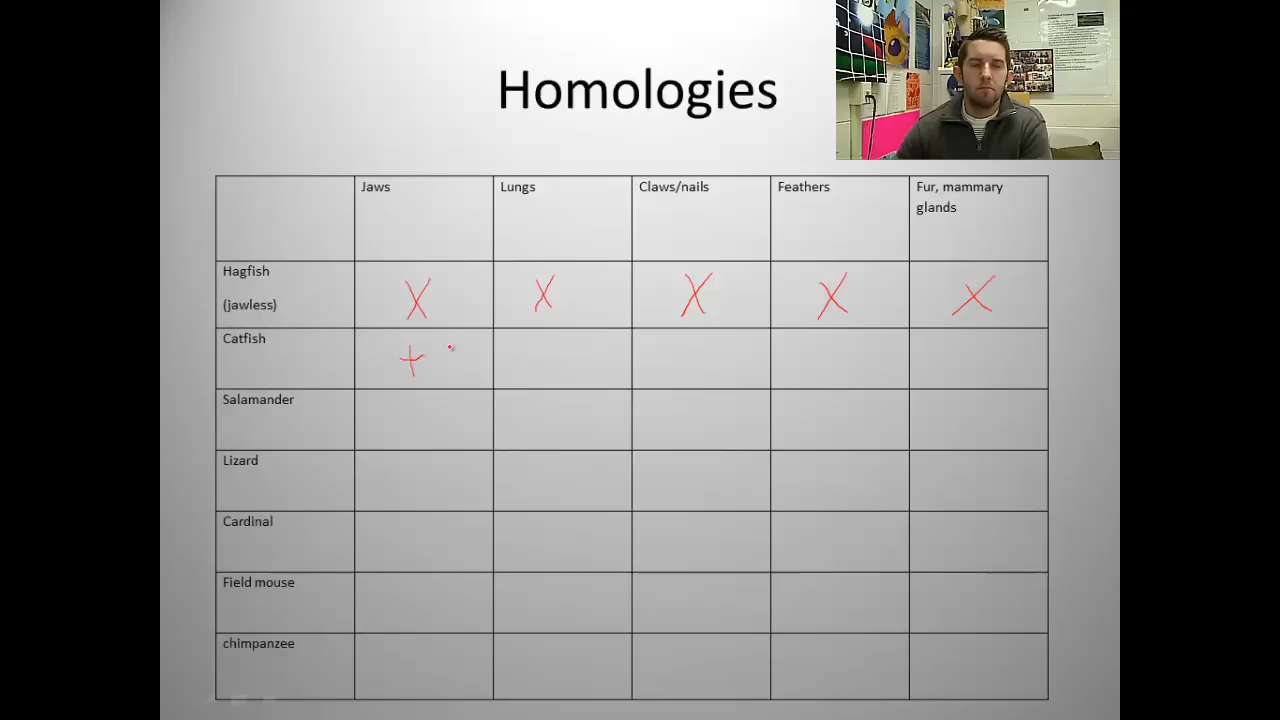 Homologies
Jaws
Lungs
Claws/nails
Feathers
Fur, mammary
glands
Hagfish
(jawless)
X
X
X
X
X
Catfish
+
Salamander
Lizard
Cardinal
Field mouse
chimpanzee